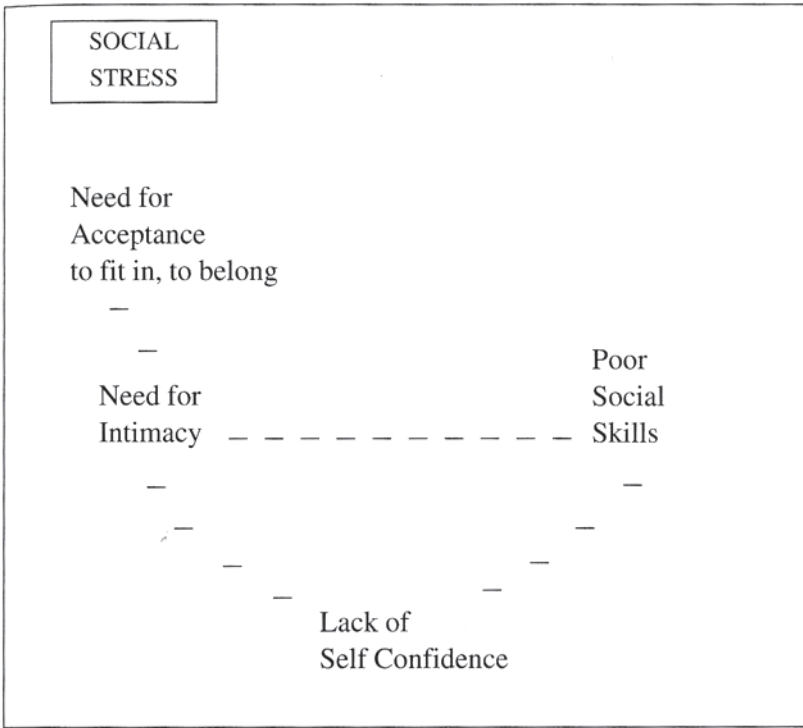 SOCIAL
STRESS
Need for
Acceptance
to fit in, to belong
Need for
Intimacy
Poor
Social
Skills
Lack of
Self Confidence